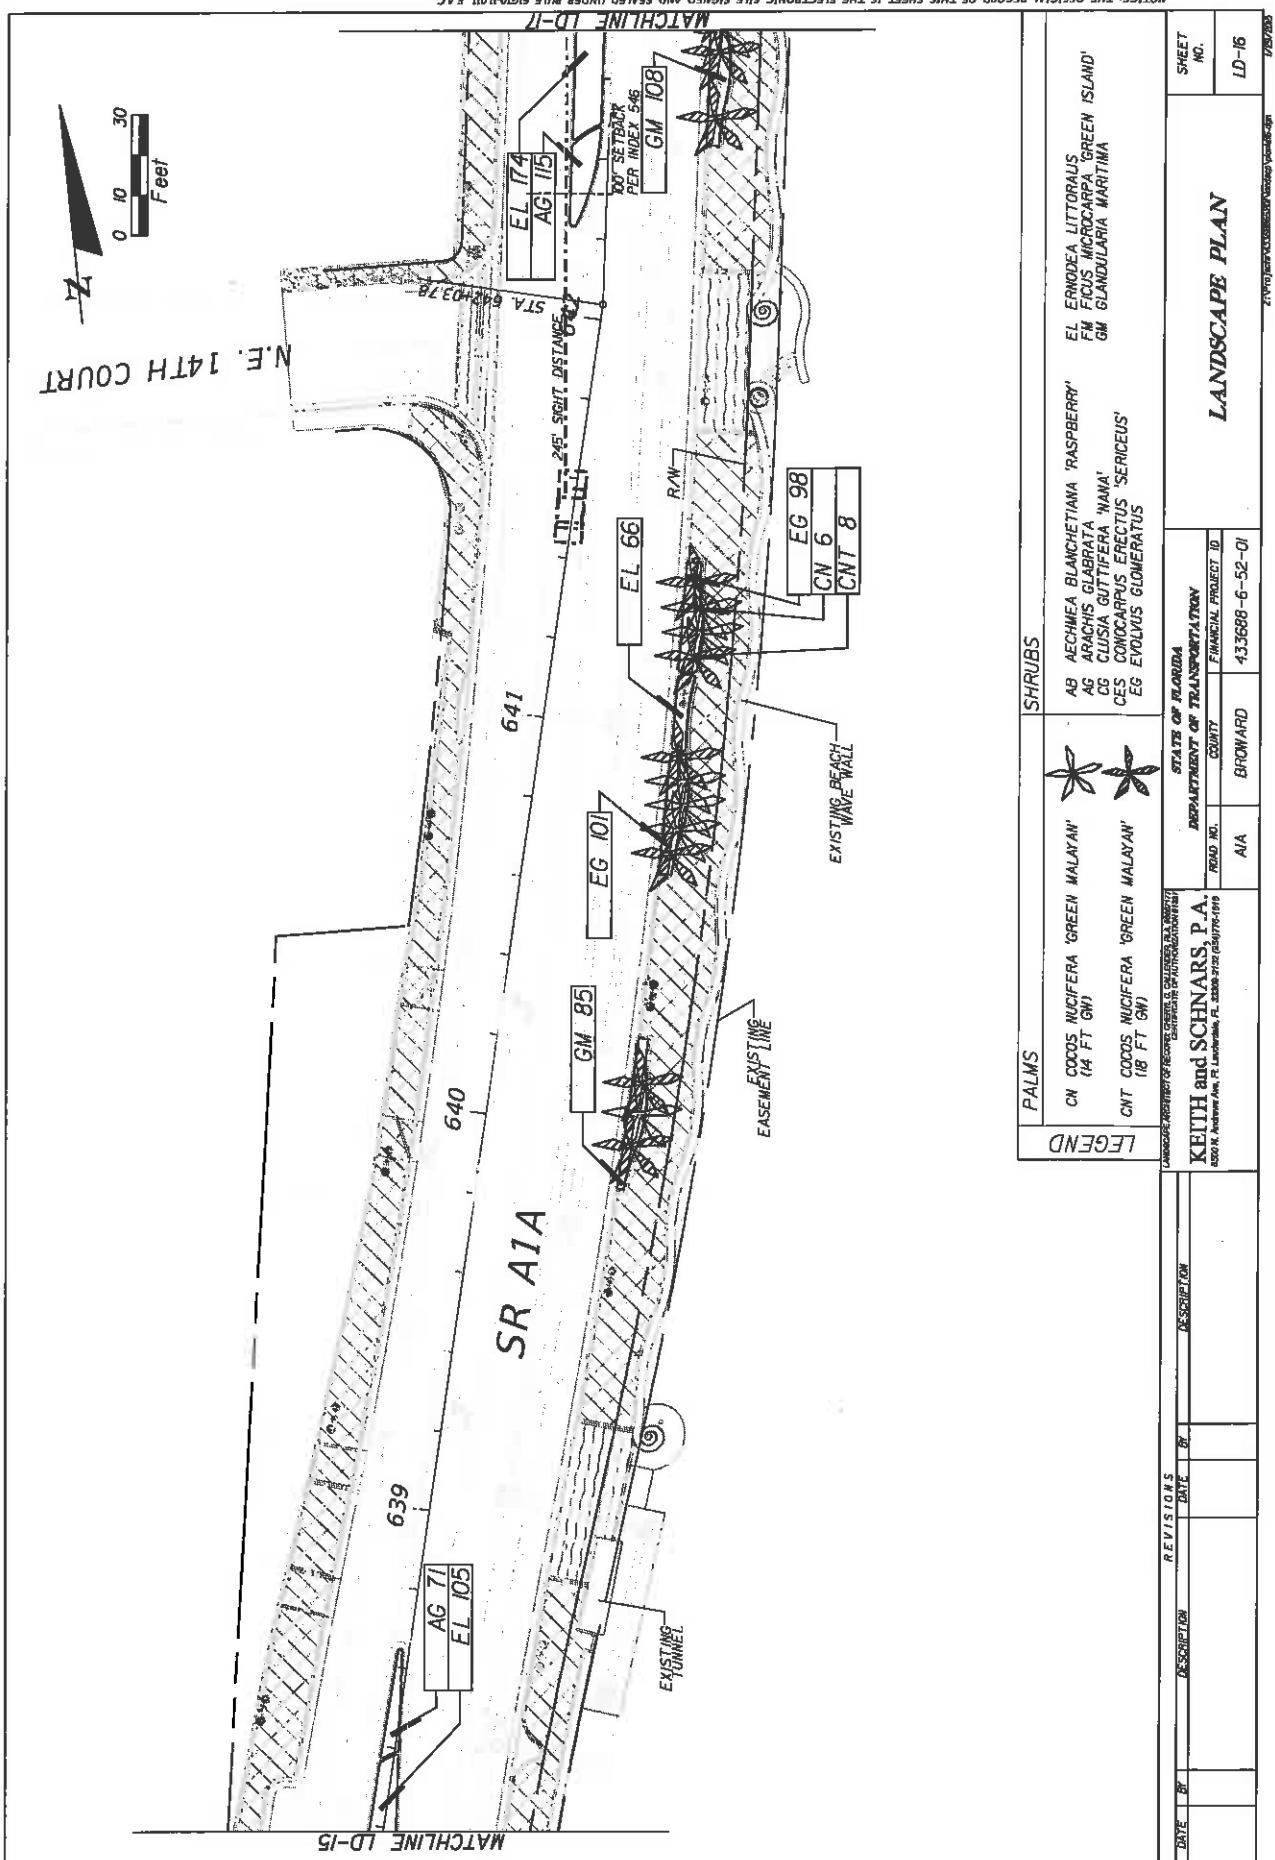 MATCHLINE LD-17
0 10 30
Feet
N
N.E. 14TH COURT
EL 174
AG 115
100' SETBACK
PER INDEX 546
GM 108
STA. 642+03.78
642
245' SIGHT DISTANCE
R/W
EL 66
EG 98
CN 6
CNT 8
641
EG 101
EXISTING BEACH
WAVE WALL
GM 85
640
EXISTING
EASEMENT LINE
SR A1A
639
AG 71
EL 105
EXISTING
TUNNEL
MATCHLINE LD-15
LEGEND
PALMS
CN COCOS NUCIFERA 'GREEN MALAYAN'
(14 FT GW)
CNT COCOS NUCIFERA 'GREEN MALAYAN'
(18 FT GW)
SHRUBS
AB AECHMEA BLANCHETIANA 'RASPBERRY'
AG ARACHIS GLABRATA
CG CLUSIA GUTTIFERA 'NANA'
CES CONOCARPUS ERECTUS 'SERICEUS'
EG EVOLVUS GLOMERATUS
EL ERNODEA LITTORALIS
FM FICUS MICROCARPA 'GREEN ISLAND'
GM GLANDULARIA MARITIMA
REVISIONS
DATE BY DESCRIPTION DATE BY DESCRIPTION
KEITH and SCHNARS, P.A.
STATE OF FLORIDA
DEPARTMENT OF TRANSPORTATION
ROAD NO. COUNTY FINANCIAL PROJECT ID
A1A BROWARD 433688-6-52-01
LANDSCAPE PLAN
SHEET
NO.
LD-16